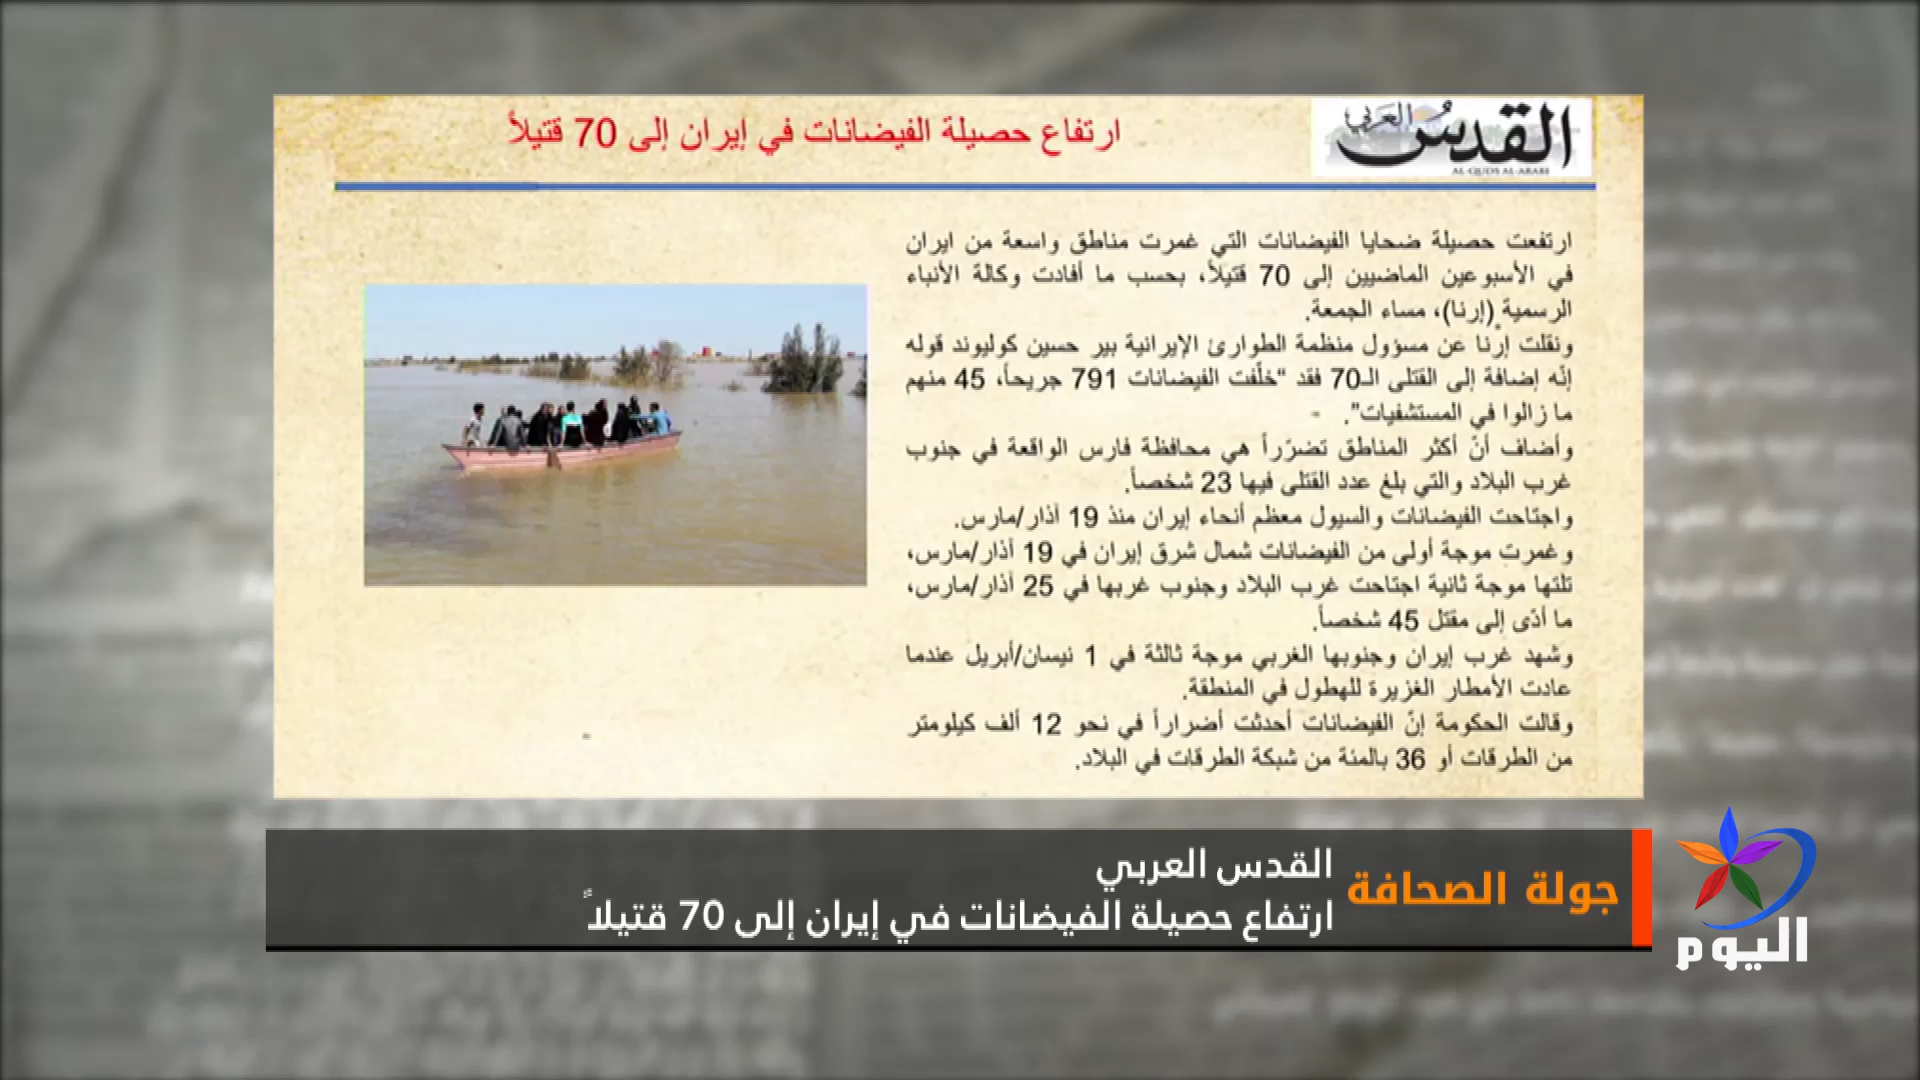 القدس العربي
AL-QUDS AL-ARABI
ارتفاع حصيلة الفيضانات في إيران إلى 70 قتيلاً
ارتفعت حصيلة ضحايا الفيضانات التي غمرت مناطق واسعة من ايران
في الأسبوعين الماضيين إلى 70 قتيلاً، بحسب ما أفادت وكالة الأنباء
الرسمية (إرنا)، مساء الجمعة.
ونقلت إرنا عن مسؤول منظمة الطوارئ الإيرانية بير حسين كوليوند قوله
إنّه إضافة إلى القتلى الـ70 فقد “خلّفت الفيضانات 791 جريحاً، 45 منهم
ما زالوا في المستشفيات”.
وأضاف أنّ أكثر المناطق تضرّراً هي محافظة فارس الواقعة في جنوب
غرب البلاد والتي بلغ عدد القتلى فيها 23 شخصاً.
واجتاحت الفيضانات والسيول معظم أنحاء إيران منذ 19 آذار/مارس.
وغمرت موجة أولى من الفيضانات شمال شرق إيران في 19 آذار/مارس،
تلتها موجة ثانية اجتاحت غرب البلاد وجنوب غربها في 25 آذار/مارس،
ما أدّى إلى مقتل 45 شخصاً.
وشهد غرب إيران وجنوبها الغربي موجة ثالثة في 1 نيسان/أبريل عندما
عادت الأمطار الغزيرة للهطول في المنطقة.
وقالت الحكومة إنّ الفيضانات أحدثت أضراراً في نحو 12 ألف كيلومتر
من الطرقات أو 36 بالمئة من شبكة الطرقات في البلاد.
جولة الصحافة
القدس العربي
ارتفاع حصيلة الفيضانات في إيران إلى 70 قتيلاً
اليوم